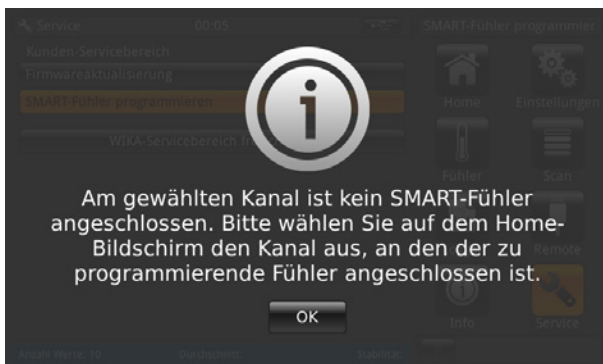 Service 00:05 SMART-Fühler programmier
Kunden-Servicebereich
Firmwareaktualisierung
SMART-Fühler programmieren
Home Einstellungen
WIKA-Servicebereich
Fühler Scan
Am gewählten Kanal ist kein SMART-Fühler
angeschlossen. Bitte wählen Sie auf dem Home-
Bildschirm den Kanal aus, an den der zu
programmierende Fühler angeschlossen ist.
Remote
OK
Info Service
Anzahl Werte: 10 Durchschnitt: Stabilität: